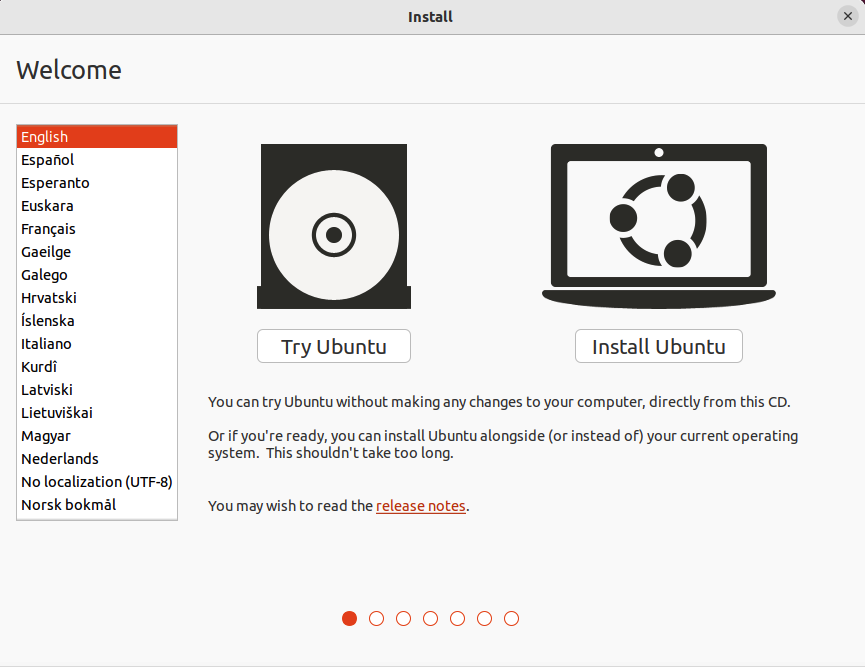 Install
Welcome
English
Español
Esperanto
Euskara
Français
Gaeilge
Galego
Hrvatski
Íslenska
Italiano
Kurdî
Latviski
Lietuviškai
Magyar
Nederlands
No localization (UTF-8)
Norsk bokmål
Try Ubuntu
Install Ubuntu
You can try Ubuntu without making any changes to your computer, directly from this CD.
Or if you're ready, you can install Ubuntu alongside (or instead of) your current operating
system.  This shouldn't take too long.
You may wish to read the release notes.